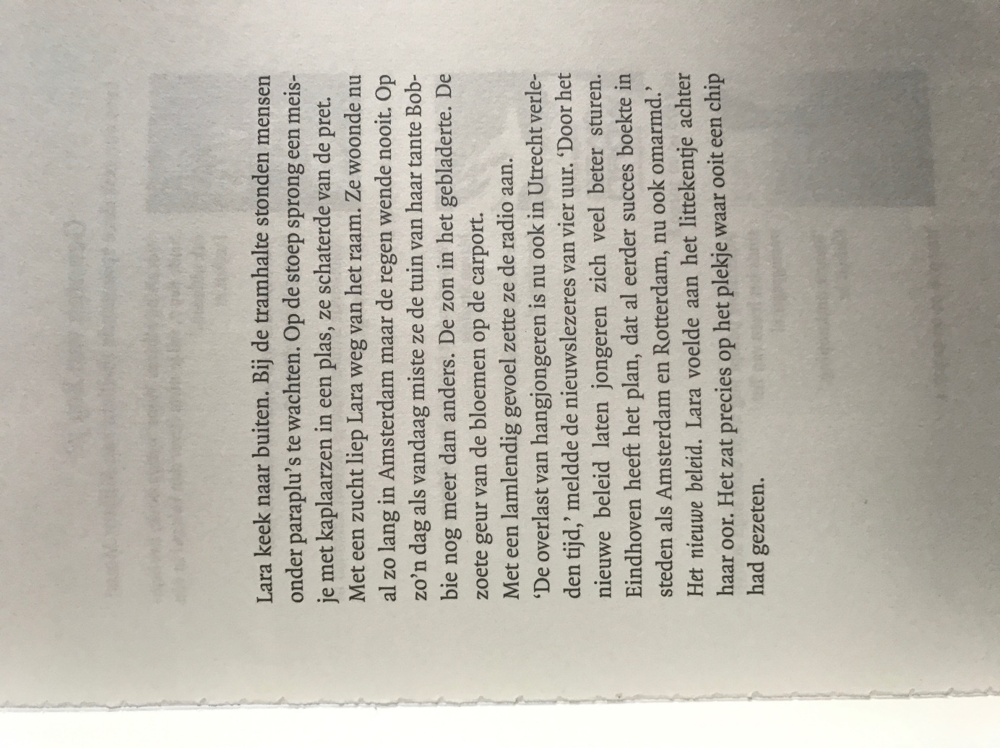 Lara keek naar buiten. Bij de tramhalte stonden mensen
onder paraplu's te wachten. Op de stoep sprong een meis-
je met kaplaarzen in een plas, ze schaterde van de pret.
Met een zucht liep Lara weg van het raam. Ze woonde nu
al zo lang in Amsterdam maar de regen wende nooit. Op
zo'n dag als vandaag miste ze de tuin van haar tante Bob-
bie nog meer dan anders. De zon in het gebladerte. De
zoete geur van de bloemen op de carport.
Met een lamlendig gevoel zette ze de radio aan.
‘De overlast van hangjongeren is nu ook in Utrecht verle-
den tijd,’ meldde de nieuwslezeres van vier uur. ‘Door het
nieuwe beleid laten jongeren zich veel beter sturen.
Eindhoven heeft het plan, dat al eerder succes boekte in
steden als Amsterdam en Rotterdam, nu ook omarmd.’
Het nieuwe beleid. Lara voelde aan het littekentje achter
haar oor. Het zat precies op het plekje waar ooit een chip
had gezeten.